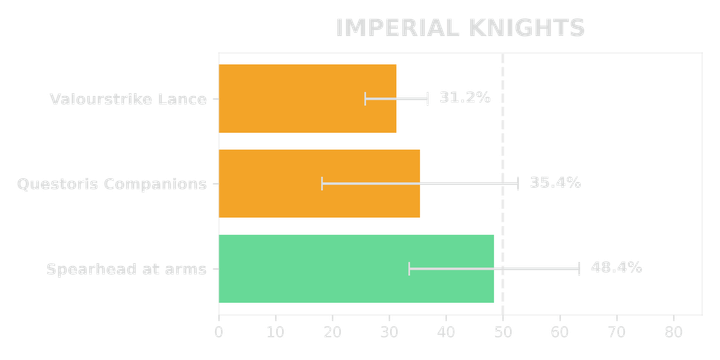 IMPERIAL KNIGHTS
Valourstrike Lance
31.2%
Questoris Companions
35.4%
Spearhead at arms
48.4%
0 10 20 30 40 50 60 70 80